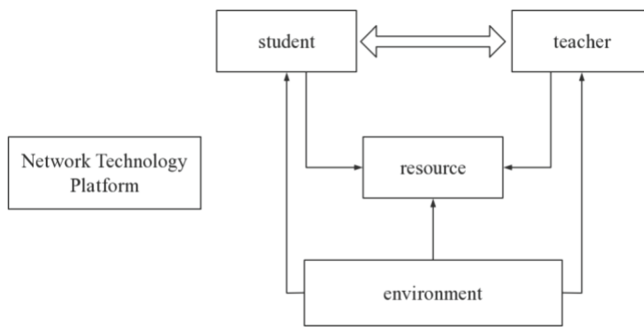 student
teacher
Network Technology
Platform
resource
environment